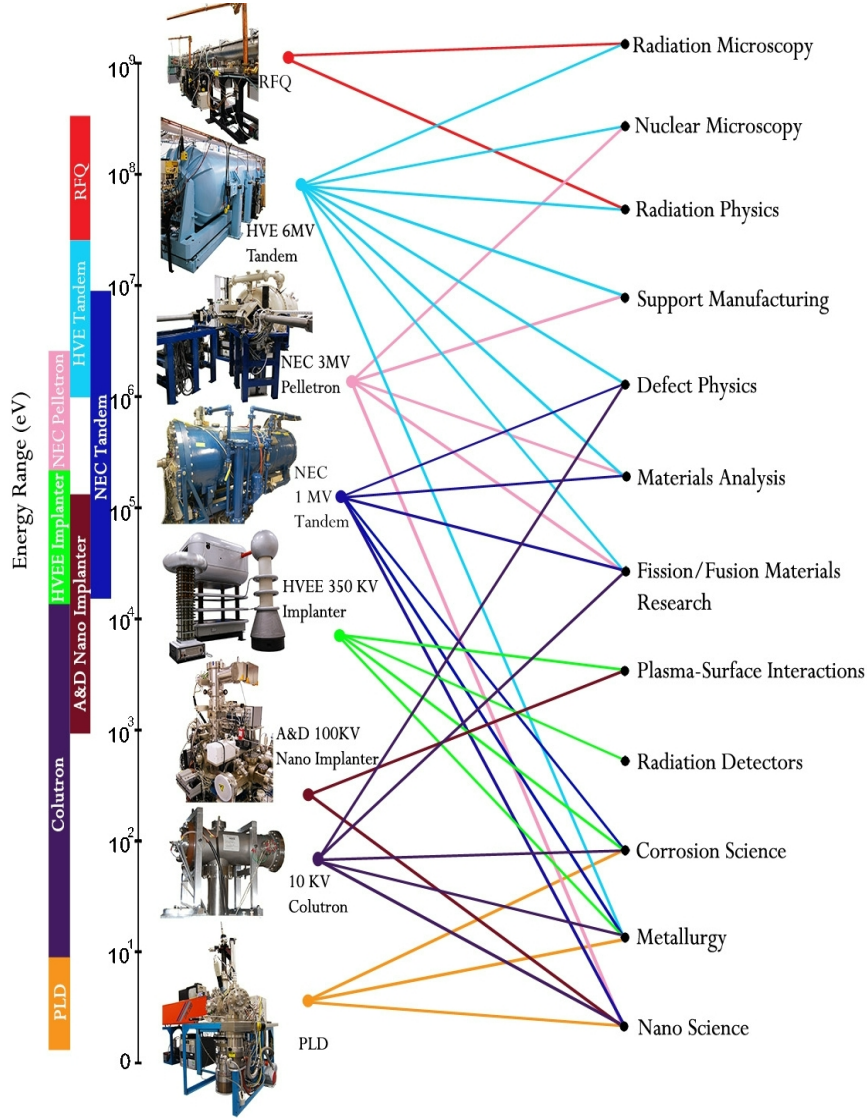 Energy Range (eV)
10⁹
10⁸
10⁷
10⁶
10⁵
10⁴
10³
10²
10¹
0
RFQ
HVE Tandem
NEC Pelletron
NEC Tandem
HVEE Implanter
A&D Nano Implanter
Colutron
PLD
RFQ
HVE 6MV
Tandem
NEC 3MV
Pelletron
NEC
1 MV
Tandem
HVEE 350 KV
Implanter
A&D 100KV
Nano Implanter
10 KV
Colutron
PLD
Radiation Microscopy
Nuclear Microscopy
Radiation Physics
Support Manufacturing
Defect Physics
Materials Analysis
Fission/Fusion Materials
Research
Plasma-Surface Interactions
Radiation Detectors
Corrosion Science
Metallurgy
Nano Science